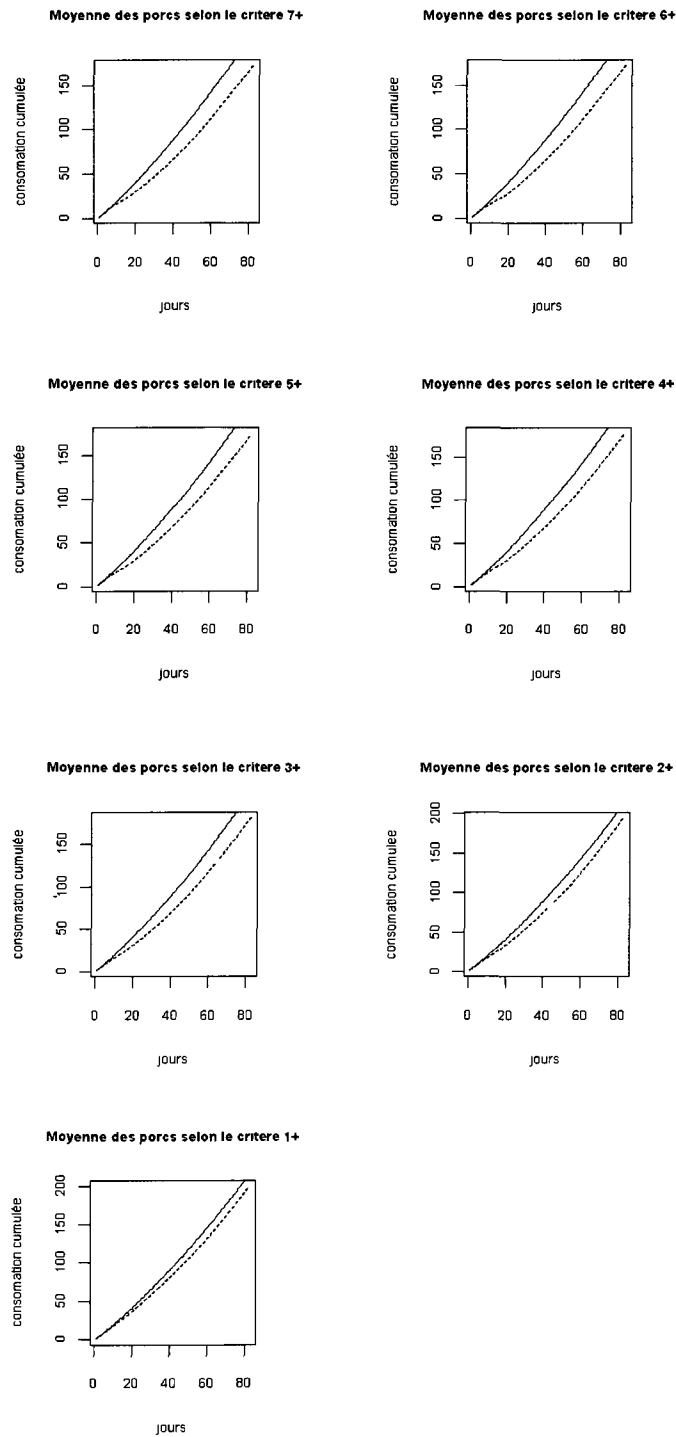 Moyenne des porcs selon le critere 7+
consomation cumulée
150
100
50
0
0 20 40 60 80
jours
Moyenne des porcs selon le critere 6+
consomation cumulée
150
100
50
0
0 20 40 60 80
jours
Moyenne des porcs selon le critere 5+
consomation cumulée
150
100
50
0
0 20 40 60 80
jours
Moyenne des porcs selon le critere 4+
consomation cumulée
150
100
50
0
0 20 40 60 80
jours
Moyenne des porcs selon le critere 3+
consomation cumulée
150
100
50
0
0 20 40 60 80
jours
Moyenne des porcs selon le critere 2+
consomation cumulée
200
150
100
50
0
0 20 40 60 80
jours
Moyenne des porcs selon le critere 1+
consomation cumulée
200
150
100
50
0
0 20 40 60 80
jours